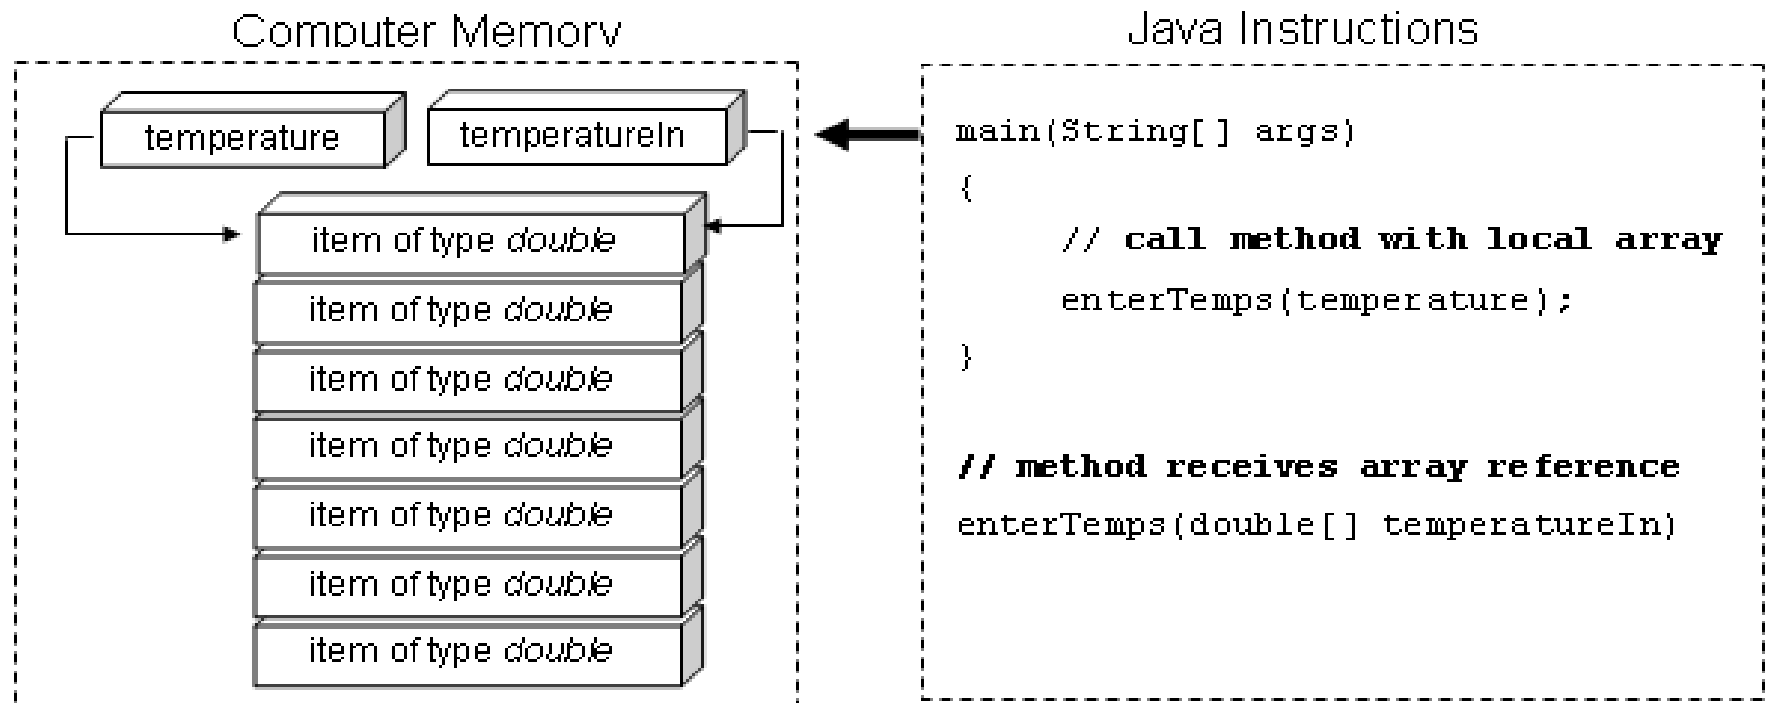 Computer Memory
temperature
temperatureIn
item of type double
item of type double
item of type double
item of type double
item of type double
item of type double
item of type double
Java Instructions
main(String[] args)
{
// call method with local array
enterTemps(temperature);
}
// method receives array reference
enterTemps(double[] temperatureIn)